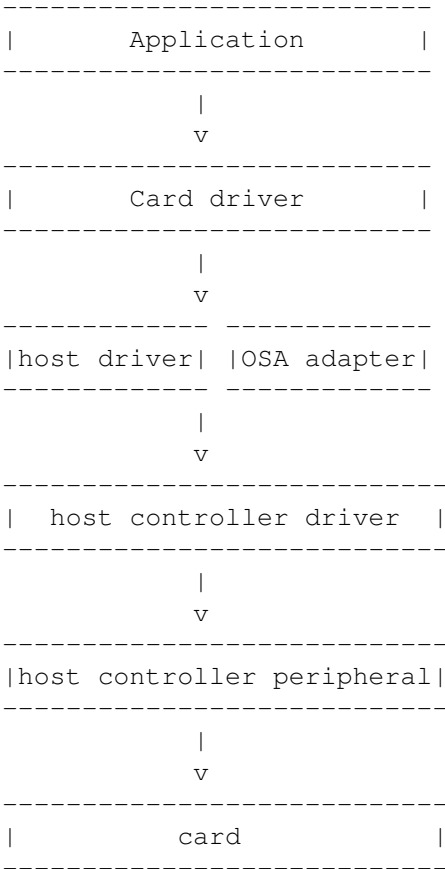 ---------------------------
|       Application       |
---------------------------
            |
            v
---------------------------
|       Card driver       |
---------------------------
            |
            v
------------- -------------
|host driver| |OSA adapter|
------------- -------------
            |
            v
----------------------------
|  host controller driver  |
----------------------------
            |
            v
----------------------------
|host controller peripheral|
----------------------------
            |
            v
----------------------------
|          card            |
----------------------------